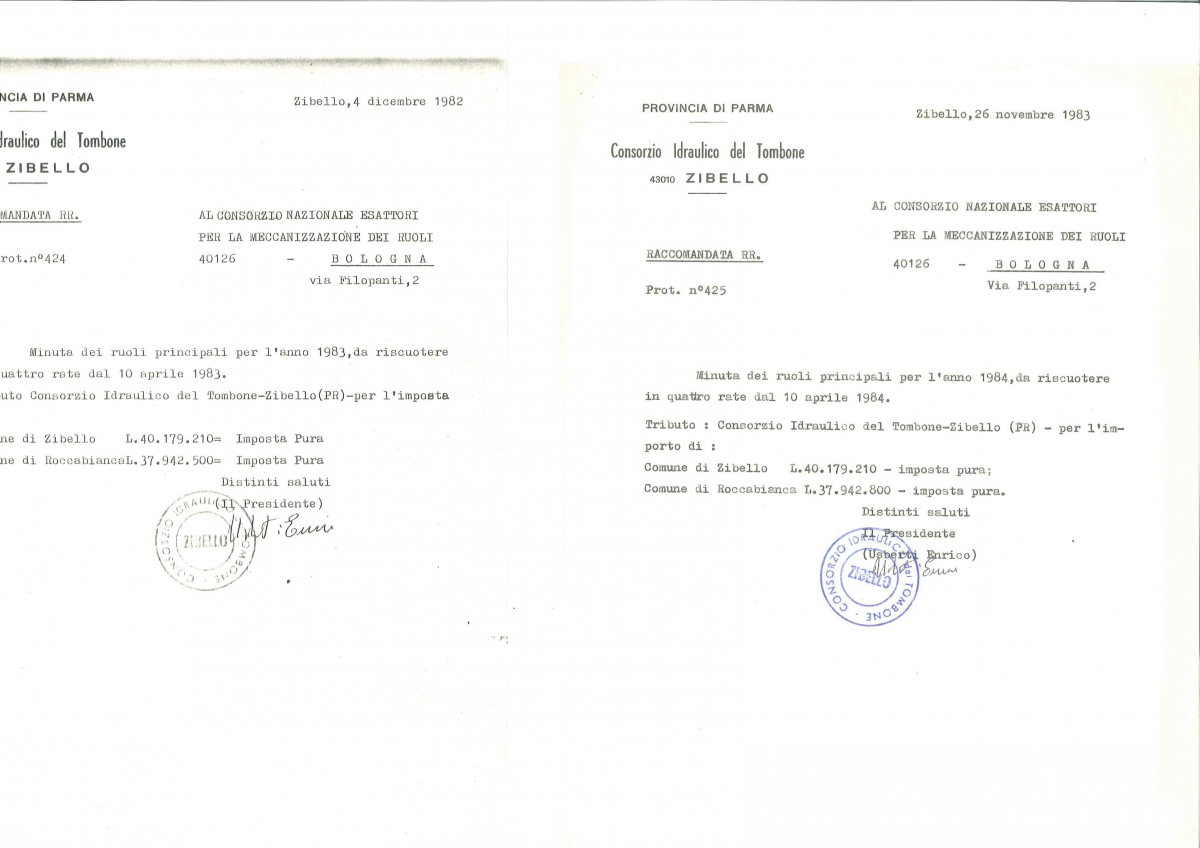 NCIA DI PARMA
Zibello,4 dicembre 1982
draulico del Tombone
ZIBELLO
MANDATA RR.
AL CONSORZIO NAZIONALE ESATTORI
PER LA MECCANIZZAZIONE DEI RUOLI
rot.n°424
40126 - BOLOGNA
via Filopanti,2
Minuta dei ruoli principali per l'anno 1983,da riscuotere
uattro rate dal 10 aprile 1983.
uto Consorzio Idraulico del Tombone-Zibello(PR)-per l'imposta
ne di Zibello L.40.179.210= Imposta Pura
ne di RoccabiancaL.37.942.500= Imposta Pura
Distinti saluti
(Il Presidente)
CONSORZIO IDRAULICO TOMBONE
ZIBELLO
PROVINCIA DI PARMA
Zibello,26 novembre 1983
Consorzio Idraulico del Tombone
43010 ZIBELLO
AL CONSORZIO NAZIONALE ESATTORI
PER LA MECCANIZZAZIONE DEI RUOLI
RACCOMANDATA RR.
40126 - BOLOGNA
Via Filopanti,2
Prot. n°425
Minuta dei ruoli principali per l'anno 1984,da riscuotere
in quattro rate dal 10 aprile 1984.
Tributo : Consorzio Idraulico del Tombone-Zibello (PR) - per l'im-
porto di :
Comune di Zibello L.40.179.210 - imposta pura;
Comune di Roccabianca L.37.942.800 - imposta pura.
Distinti saluti
Il Presidente
(Usberti Enrico)
CONSORZIO IDRAULICO del TOMBONE
ZIBELLO